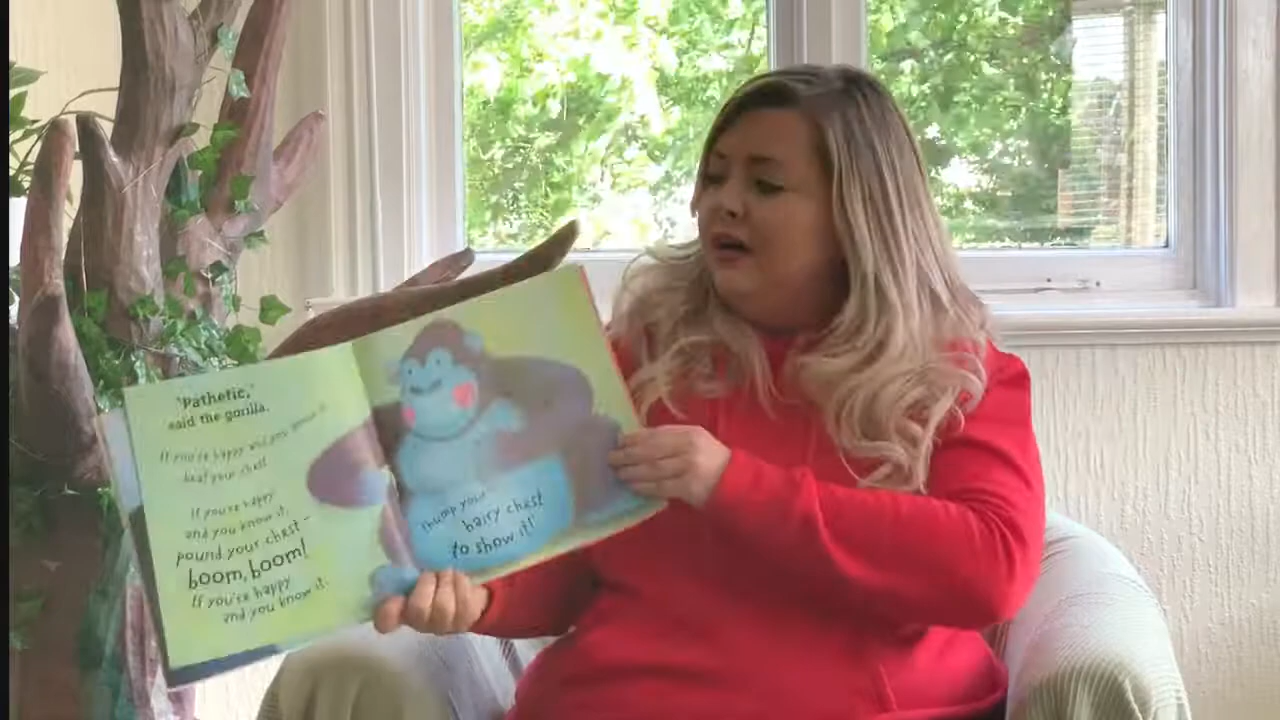 "Pathetic,"
said the gorilla.
If you're happy and you know it,
beat your chest
If you're happy
and you know it,
pound your chest –
boom, boom!
If you're happy
and you know it.
thump your
hairy chest
to show it!